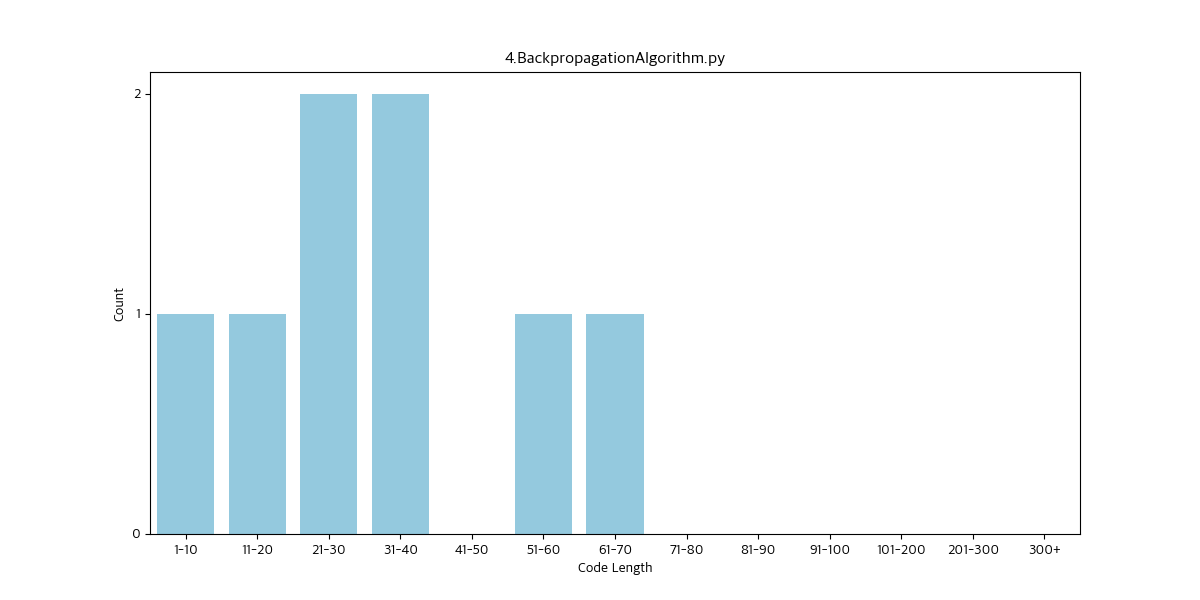 4.BackpropagationAlgorithm.py
Count
2
1
0
1-10 11-20 21-30 31-40 41-50 51-60 61-70 71-80 81-90 91-100 101-200 201-300 300+
Code Length